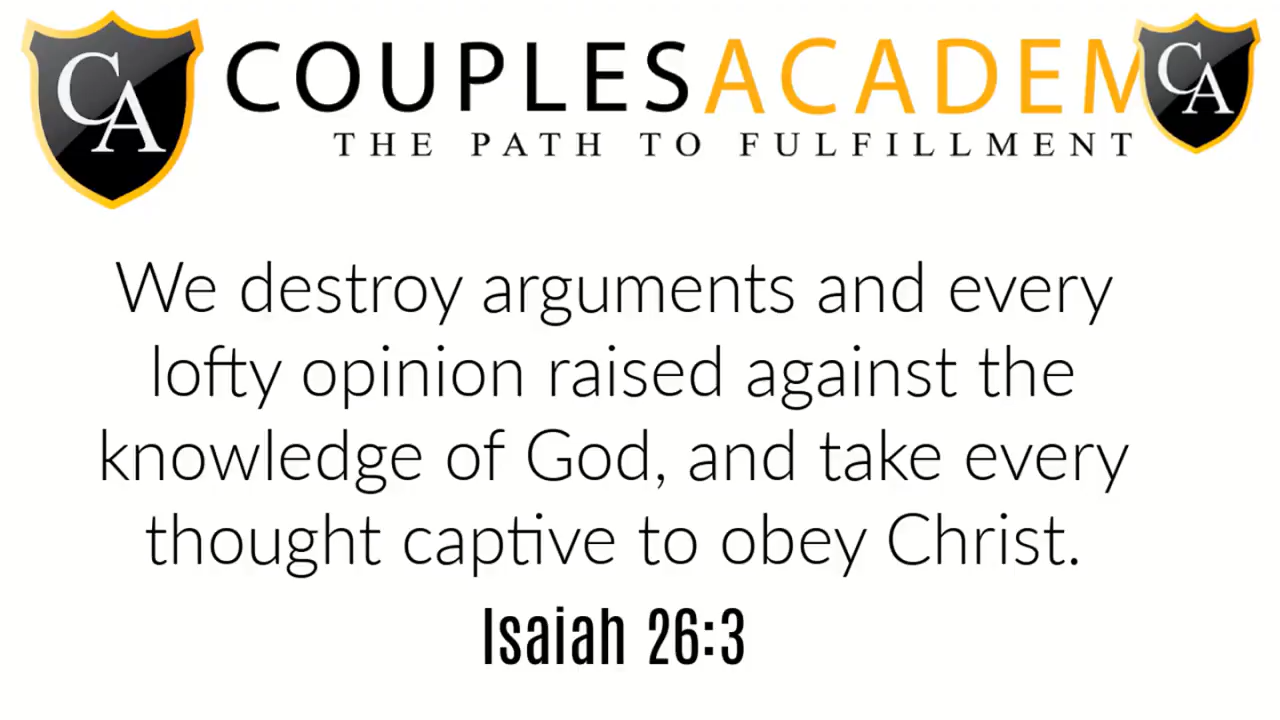 CA
COUPLESACADEM
CA
THE PATH TO FULFILLMENT
We destroy arguments and every
lofty opinion raised against the
knowledge of God, and take every
thought captive to obey Christ.
Isaiah 26:3